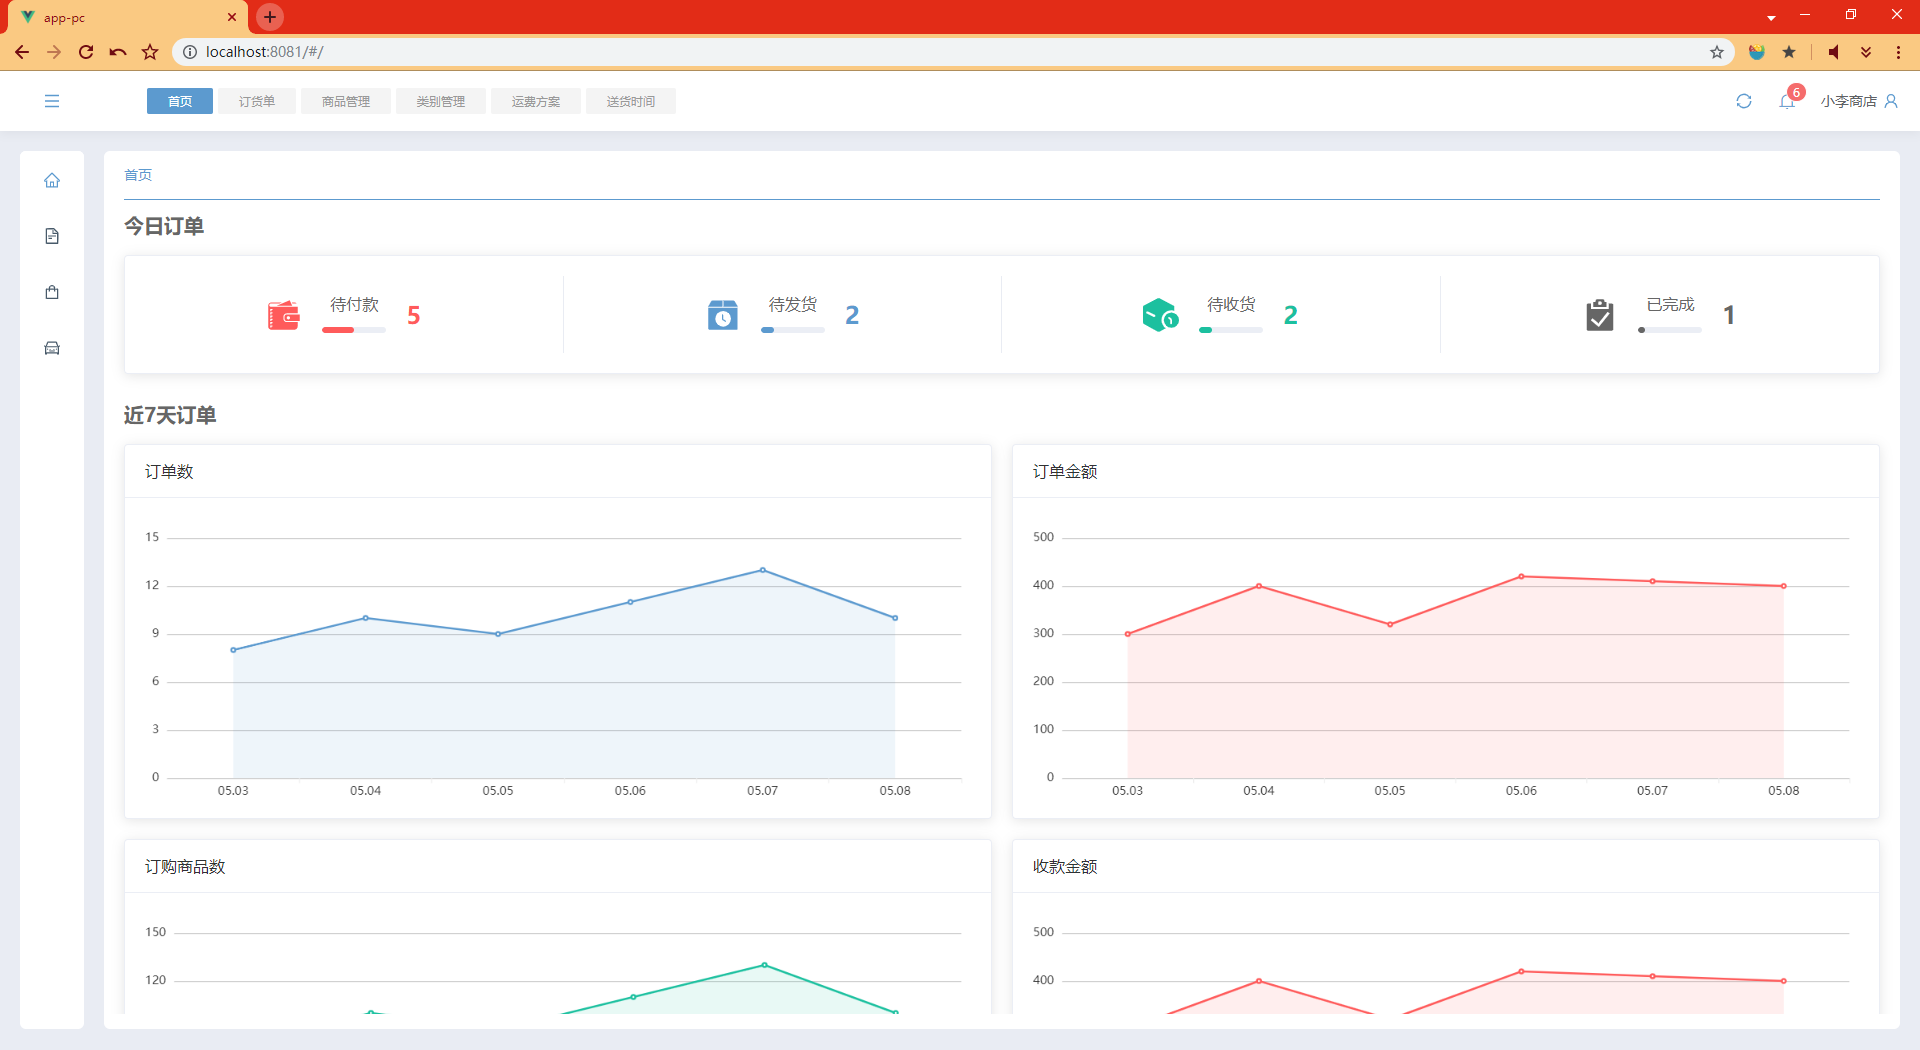 app-pc
localhost:8081/#/
首页 订货单 商品管理 类别管理 运费方案 送货时间 6 小李商店
首页
今日订单
待付款 5 待发货 2 待收货 2 已完成 1
近7天订单
订单数
15
12
9
6
3
0
05.03 05.04 05.05 05.06 05.07 05.08
订单金额
500
400
300
200
100
0
05.03 05.04 05.05 05.06 05.07 05.08
订购商品数
150
120
收款金额
500
400